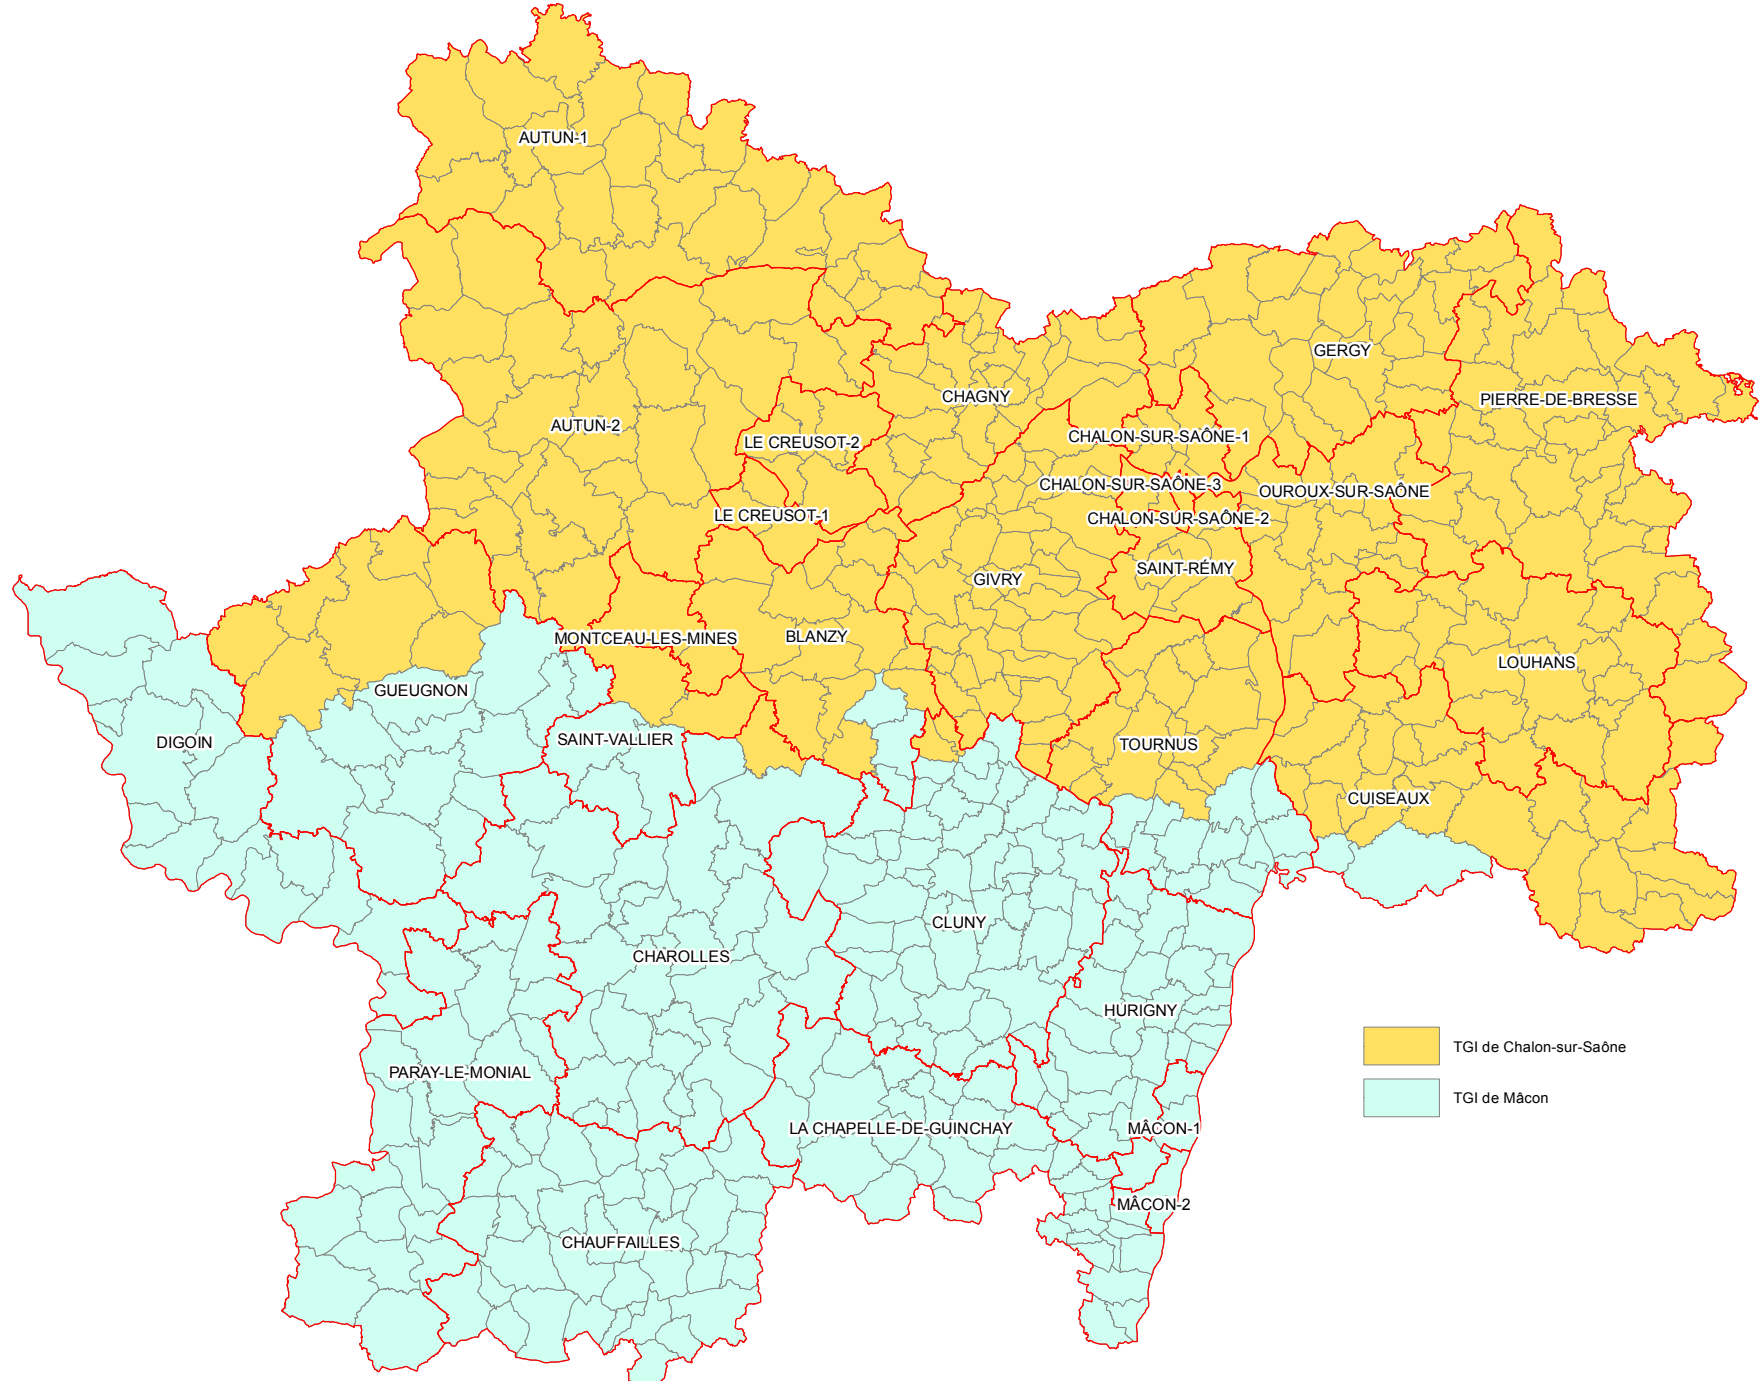 AUTUN-1
GERGY
CHAGNY
PIERRE-DE-BRESSE
AUTUN-2
LE CREUSOT-2
CHALON-SUR-SAÔNE-1
CHALON-SUR-SAÔNE-3
OUROUX-SUR-SAÔNE
LE CREUSOT-1
CHALON-SUR-SAÔNE-2
SAINT-RÉMY
GIVRY
MONTCEAU-LES-MINES
BLANZY
LOUHANS
GUEUGNON
DIGOIN
SAINT-VALLIER
TOURNUS
CUISEAUX
CLUNY
CHAROLLES
HURIGNY
TGI de Chalon-sur-Saône
PARAY-LE-MONIAL
TGI de Mâcon
LA CHAPELLE-DE-GUINCHAY
MÂCON-1
MÂCON-2
CHAUFFAILLES